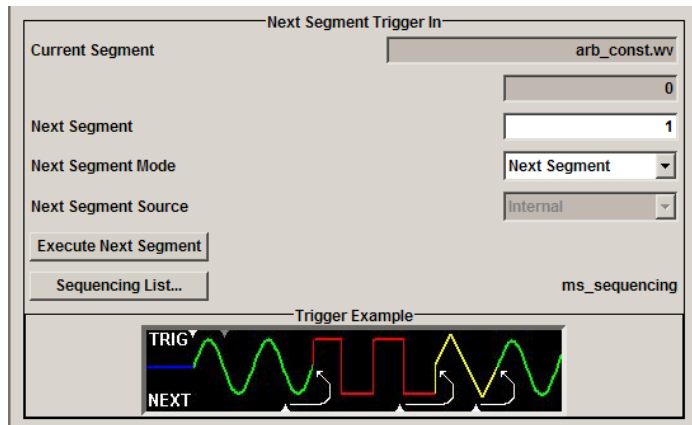 Next Segment Trigger In
Current Segment arb_const.wv
0
Next Segment 1
Next Segment Mode Next Segment
Next Segment Source Internal
Execute Next Segment
Sequencing List... ms_sequencing
Trigger Example
TRIG
NEXT